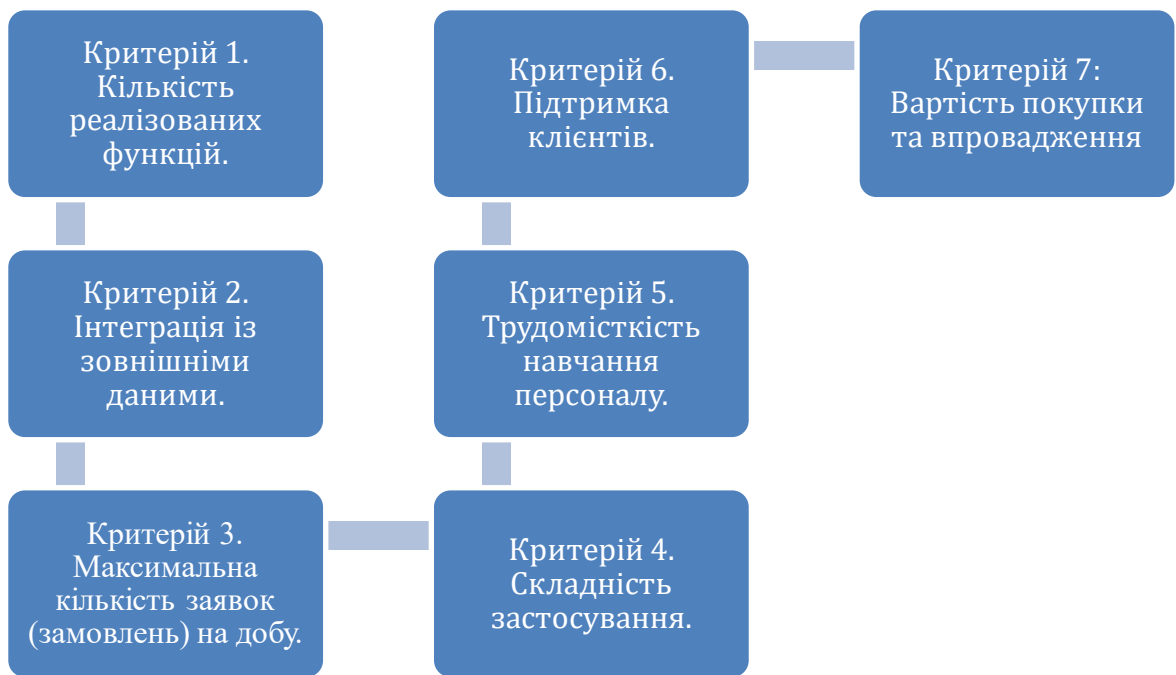 Критерій 1.
Кількість
реалізованих
функцій.
Критерій 2.
Інтеграція із
зовнішніми
даними.
Критерій 3.
Максимальна
кількість заявок
(замовлень) на добу.
Критерій 4.
Складність
застосування.
Критерій 5.
Трудомісткість
навчання
персоналу.
Критерій 6.
Підтримка
клієнтів.
Критерій 7:
Вартість покупки
та впровадження